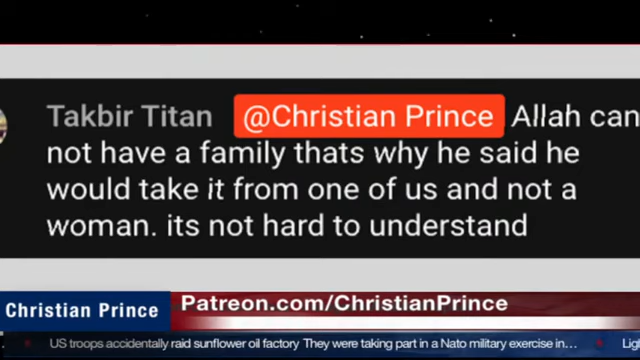 Takbir Titan @Christian Prince Allah can
not have a family thats why he said he
would take it from one of us and not a
woman. its not hard to understand
Christian Prince
Patreon.com/ChristianPrince
US troops accidentally raid sunflower oil factory They were taking part in a Nato military exercise in... Lig